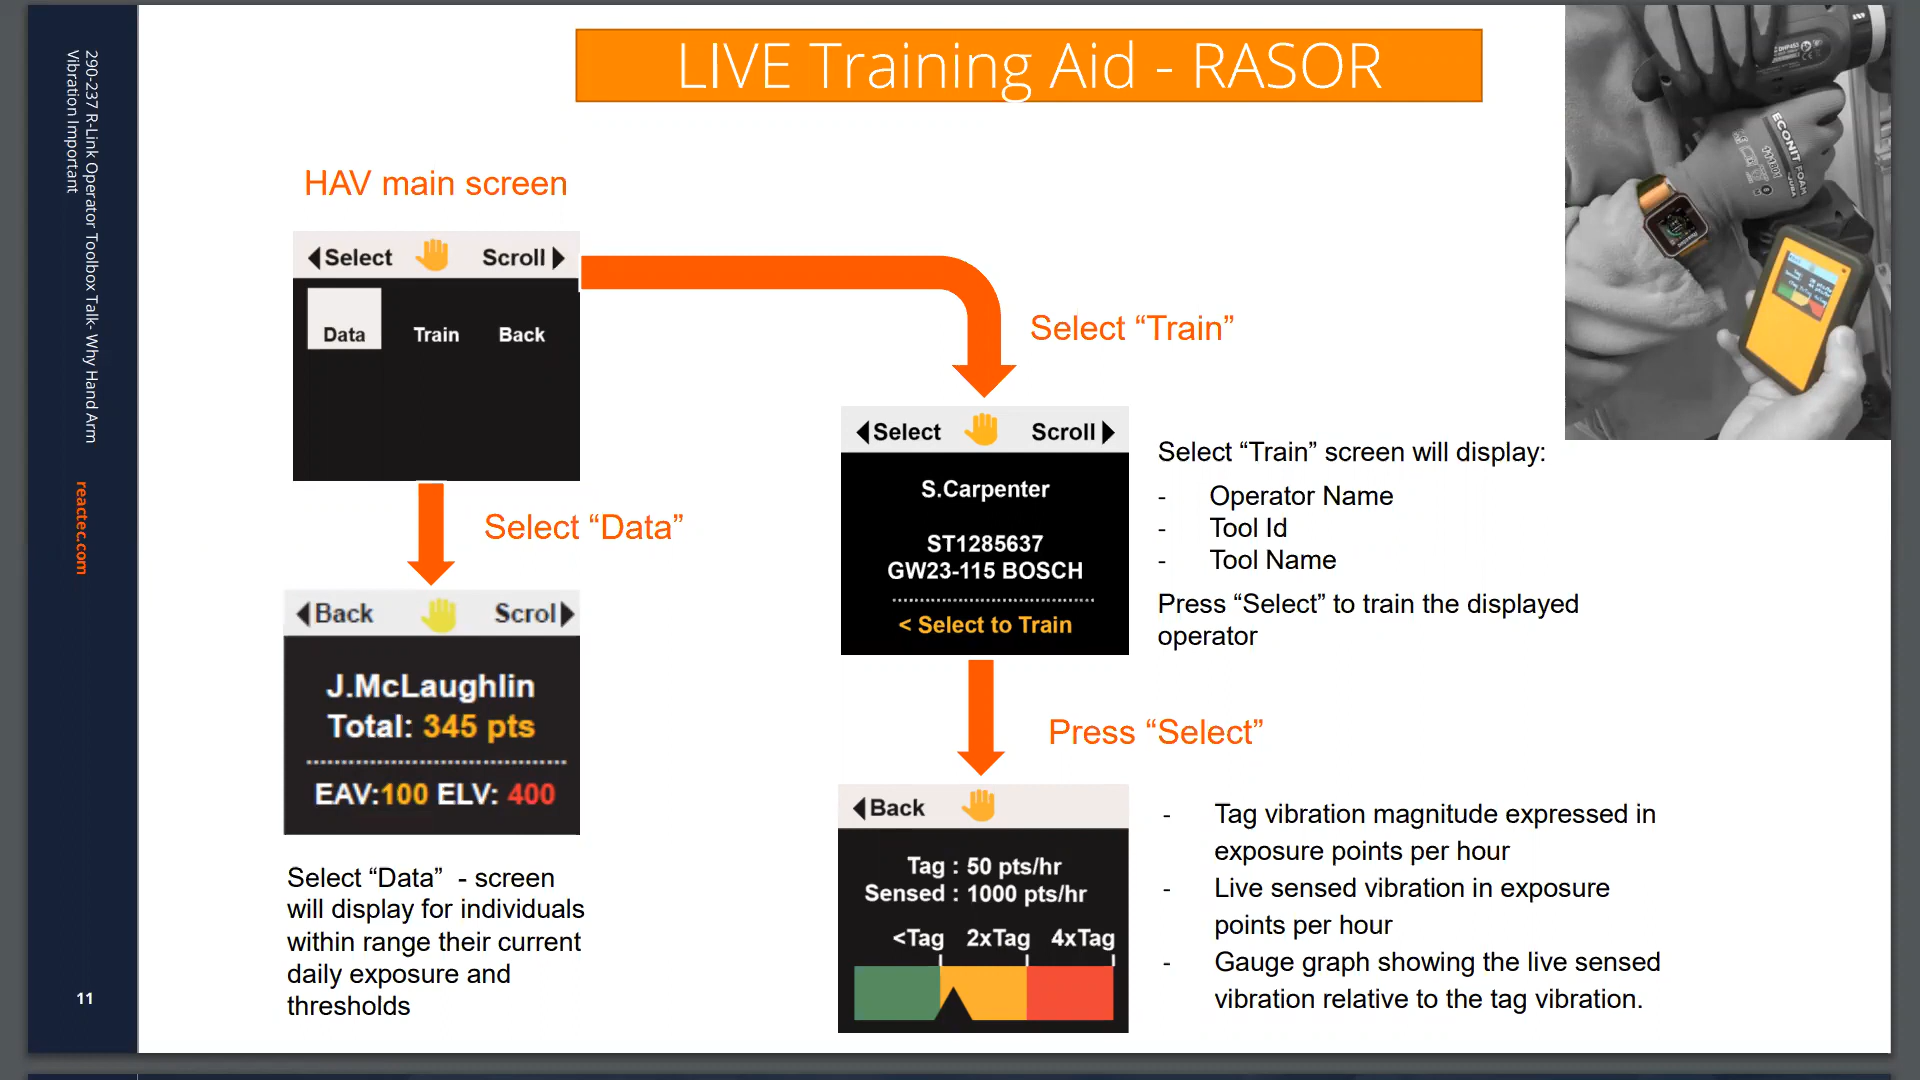 290-237 R-Link Operator Toolbox Talk- Why Hand Arm
Vibration Important
reactec.com
11
LIVE Training Aid - RASOR
HAV main screen
Select Scroll
Data Train Back
Select “Data”
Back Scrol
J.McLaughlin
Total: 345 pts
EAV:100 ELV: 400
Select “Data”  - screen
will display for individuals
within range their current
daily exposure and
thresholds
Select “Train”
Select Scroll
S.Carpenter
ST1285637
GW23-115 BOSCH
< Select to Train
Select “Train” screen will display:
- Operator Name
- Tool Id
- Tool Name
Press “Select” to train the displayed
operator
Press “Select”
Back
Tag : 50 pts/hr
Sensed : 1000 pts/hr
<Tag 2xTag 4xTag
- Tag vibration magnitude expressed in
exposure points per hour
- Live sensed vibration in exposure
points per hour
- Gauge graph showing the live sensed
vibration relative to the tag vibration.
ECONIT FOAM